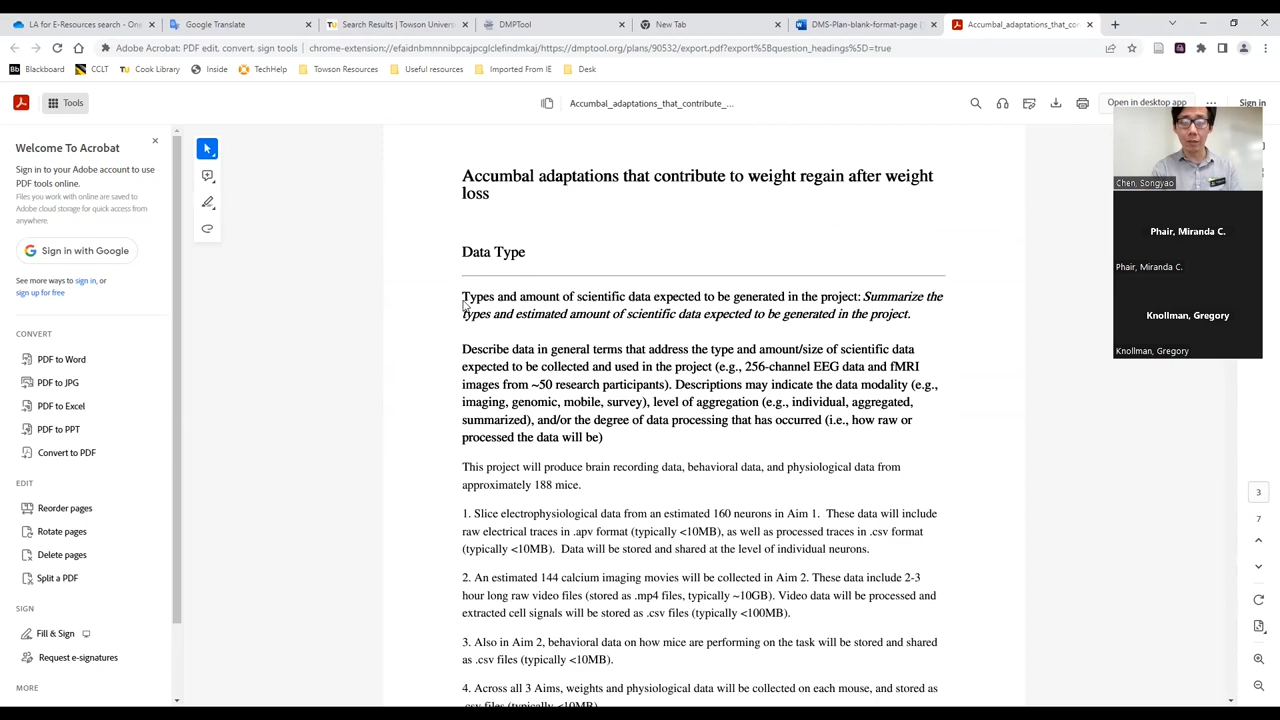 LA for E-Resources search - One
Google Translate
Search Results | Towson Univers
DMPTool
New Tab
DMS-Plan-blank-format-page (
Accumbal_adaptations_that_conti
Adobe Acrobat: PDF edit, convert, sign tools
chrome-extension://efaidnbmnnnibpcajpcglclefindmkaj/https://dmptool.org/plans/90532/export.pdf?export%5Bquestion_headings%5D=true
Blackboard
CCLT
Cook Library
Inside
TechHelp
Towson Resources
Useful resources
Imported From IE
Desk
Tools
Accumbal_adaptations_that_contribute_...
Open in desktop app
Sign in
Welcome To Acrobat
Sign in to your Adobe account to use
PDF tools online.
Files you work with online are saved to
Adobe cloud storage for quick access from
anywhere.
Sign in with Google
See more ways to sign in, or
sign up for free
CONVERT
PDF to Word
PDF to JPG
PDF to Excel
PDF to PPT
Convert to PDF
EDIT
Reorder pages
Rotate pages
Delete pages
Split a PDF
SIGN
Fill & Sign
Request e-signatures
MORE
Accumbal adaptations that contribute to weight regain after weight
loss
Data Type
Types and amount of scientific data expected to be generated in the project: Summarize the
types and estimated amount of scientific data expected to be generated in the project.
Describe data in general terms that address the type and amount/size of scientific data
expected to be collected and used in the project (e.g., 256-channel EEG data and fMRI
images from ~50 research participants). Descriptions may indicate the data modality (e.g.,
imaging, genomic, mobile, survey), level of aggregation (e.g., individual, aggregated,
summarized), and/or the degree of data processing that has occurred (i.e., how raw or
processed the data will be)
This project will produce brain recording data, behavioral data, and physiological data from
approximately 188 mice.
1. Slice electrophysiological data from an estimated 160 neurons in Aim 1. These data will include
raw electrical traces in .apv format (typically <10MB), as well as processed traces in .csv format
(typically <10MB). Data will be stored and shared at the level of individual neurons.
2. An estimated 144 calcium imaging movies will be collected in Aim 2. These data include 2-3
hour long raw video files (stored as .mp4 files, typically ~10GB). Video data will be processed and
extracted cell signals will be stored as .csv files (typically <100MB).
3. Also in Aim 2, behavioral data on how mice are performing on the task will be stored and shared
as .csv files (typically <10MB).
4. Across all 3 Aims, weights and physiological data will be collected on each mouse, and stored as
.csv files (typically <10MB)
Chen, Songyao
Phair, Miranda C.
Phair, Miranda C.
Knollman, Gregory
Knollman, Gregory
3
7